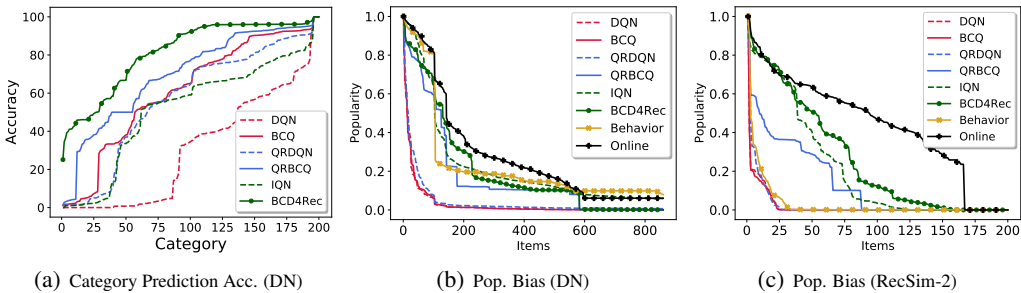 Accuracy
100
80
60
40
20
0
0 25 50 75 100 125 150 175 200
Category
DQN
BCQ
QRDQN
QRBCQ
IQN
BCD4Rec
(a) Category Prediction Acc. (DN)
Popularity
1.0
0.8
0.6
0.4
0.2
0.0
0 200 400 600 800
Items
DQN
BCQ
QRDQN
QRBCQ
IQN
BCD4Rec
Behavior
Online
(b) Pop. Bias (DN)
Popularity
1.0
0.8
0.6
0.4
0.2
0.0
0 25 50 75 100 125 150 175 200
Items
DQN
BCQ
QRDQN
QRBCQ
IQN
BCD4Rec
Behavior
Online
(c) Pop. Bias (RecSim-2)